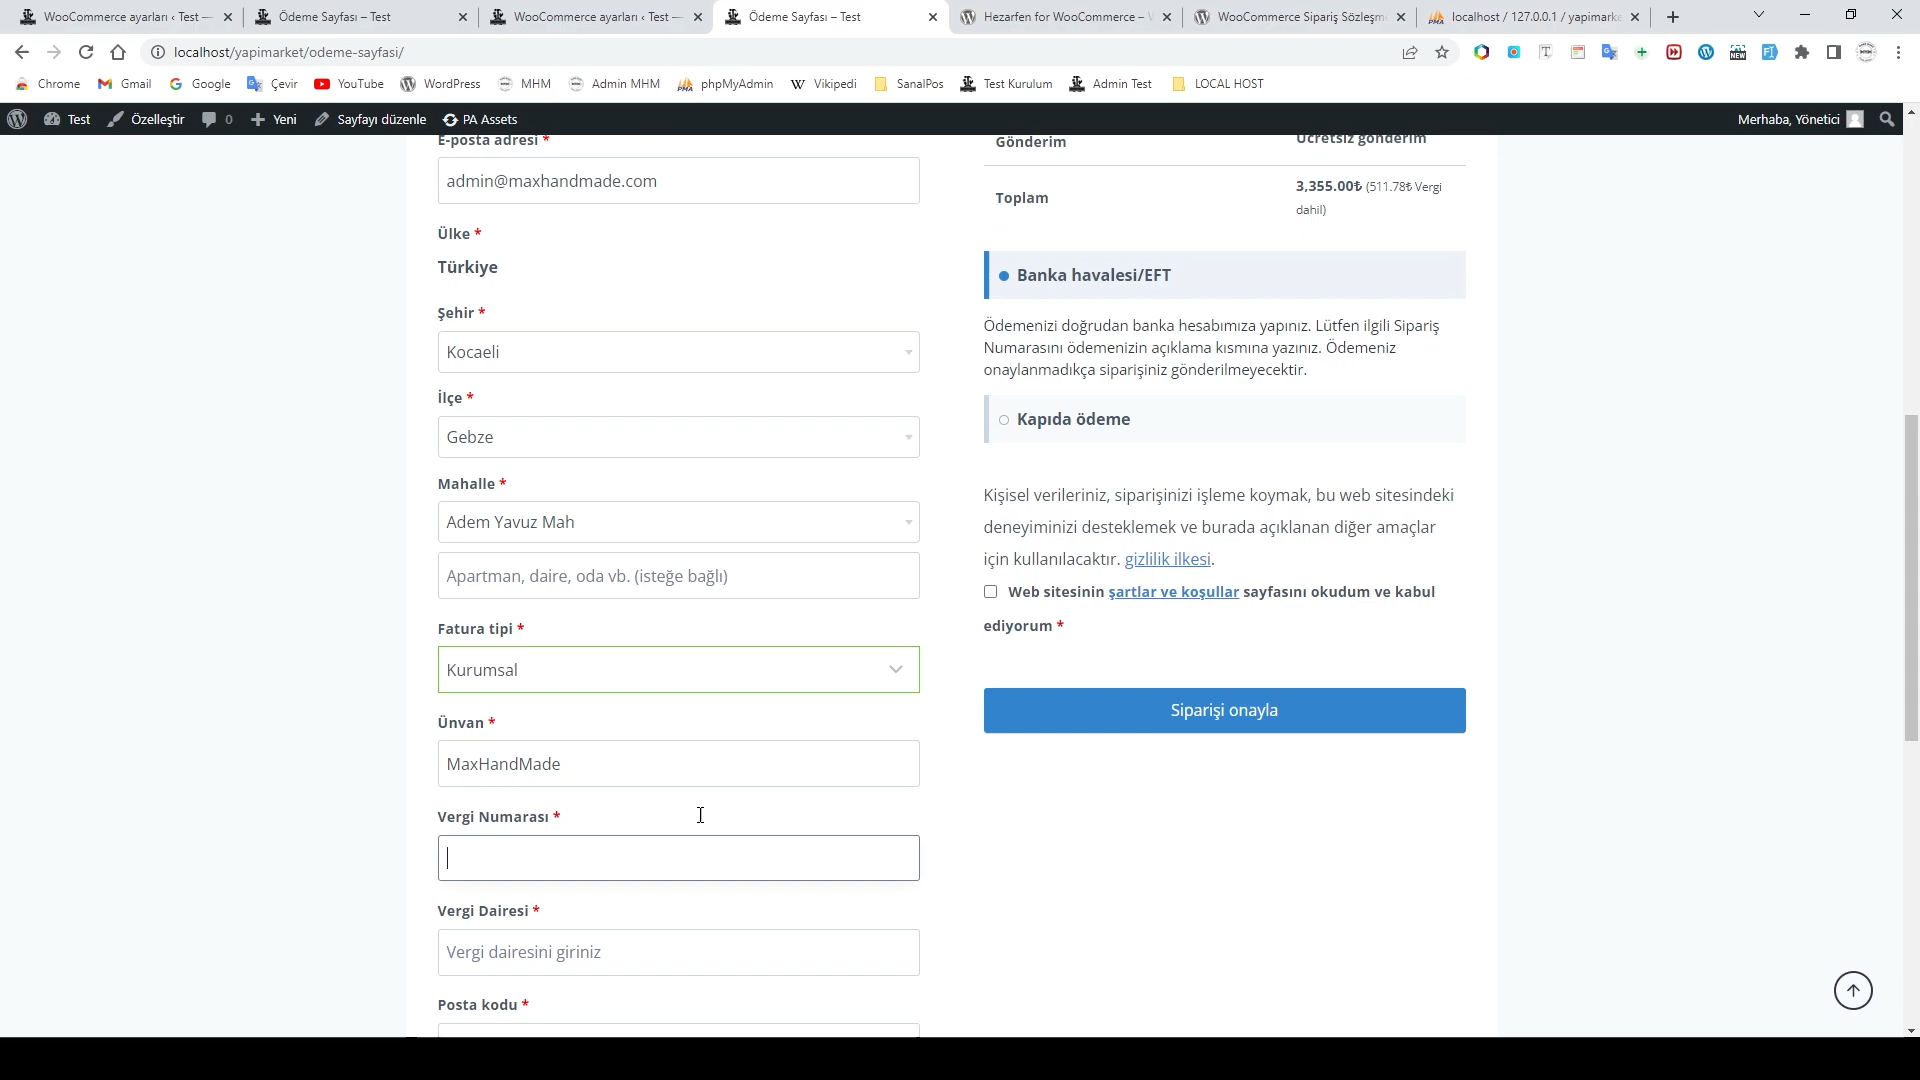 WooCommerce ayarları ‹ Test —
Ödeme Sayfası – Test
WooCommerce ayarları ‹ Test —
Ödeme Sayfası – Test
Hezarfen for WooCommerce –
WooCommerce Sipariş Sözleşm
localhost / 127.0.0.1 / yapimarke
localhost/yapimarket/odeme-sayfasi/
Chrome
Gmail
Google
Çevir
YouTube
WordPress
MHM
Admin MHM
phpMyAdmin
Vikipedi
SanalPos
Test Kurulum
Admin Test
LOCAL HOST
Test
Özelleştir
0
Yeni
Sayfayı düzenle
PA Assets
Merhaba, Yönetici
E-posta adresi *
admin@maxhandmade.com
Ülke *
Türkiye
Şehir *
Kocaeli
İlçe *
Gebze
Mahalle *
Adem Yavuz Mah
Apartman, daire, oda vb. (isteğe bağlı)
Fatura tipi *
Kurumsal
Ünvan *
MaxHandMade
Vergi Numarası *
Vergi Dairesi *
Vergi dairesini giriniz
Posta kodu *
Gönderim
Ücretsiz gönderim
Toplam
3,355.00₺ (511.78₺ Vergi
dahil)
Banka havalesi/EFT
Ödemenizi doğrudan banka hesabımıza yapınız. Lütfen ilgili Sipariş
Numarasını ödemenizin açıklama kısmına yazınız. Ödemeniz
onaylanmadıkça siparişiniz gönderilmeyecektir.
Kapıda ödeme
Kişisel verileriniz, siparişinizi işleme koymak, bu web sitesindeki
deneyiminizi desteklemek ve burada açıklanan diğer amaçlar
için kullanılacaktır. gizlilik ilkesi.
Web sitesinin şartlar ve koşullar sayfasını okudum ve kabul
ediyorum *
Siparişi onayla